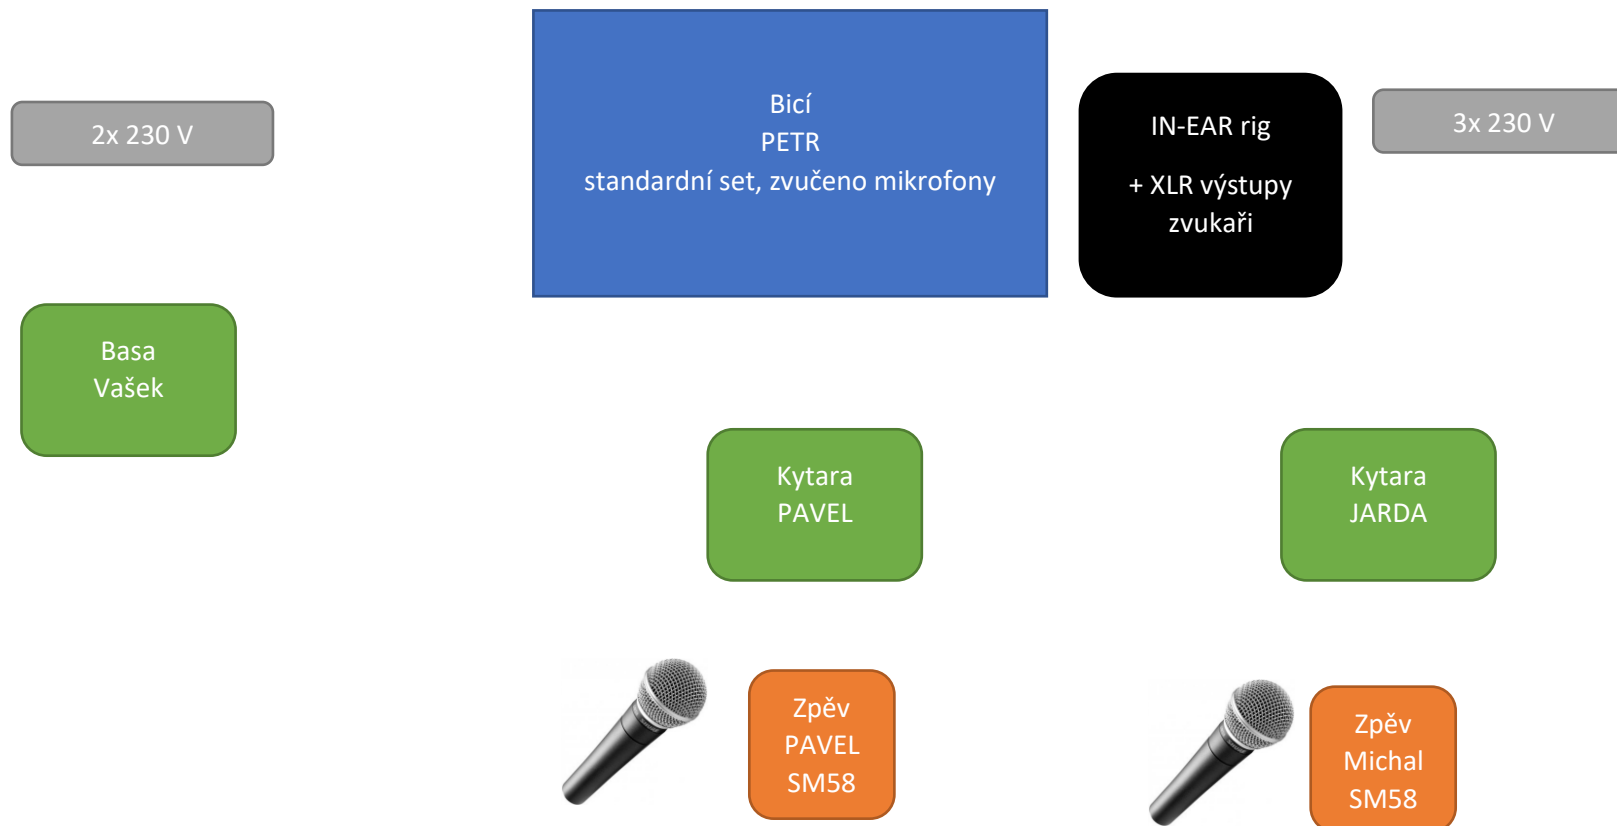 2x 230 V
Bicí
PETR
standardní set, zvučeno mikrofony
IN-EAR rig
+ XLR výstupy
zvukaři
3x 230 V
Basa
Vašek
Kytara
PAVEL
Kytara
JARDA
Zpěv
PAVEL
SM58
Zpěv
Michal
SM58